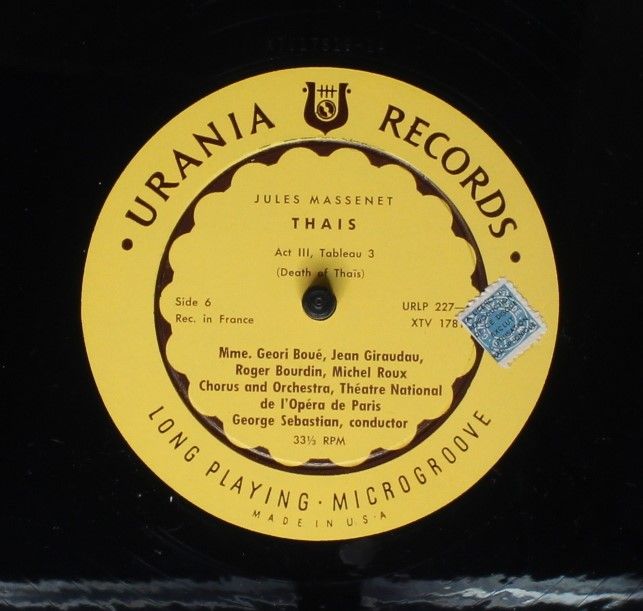 URANIA RECORDS
JULES MASSENET
THAIS
Act III, Tableau 3
(Death of Thaïs)
Side 6
Rec. in France
URLP 227—
XTV 178
Mme. Geori Boué, Jean Giraudau,
Roger Bourdin, Michel Roux
Chorus and Orchestra, Théatre National
de l'Opéra de Paris
George Sebastian, conductor
33⅓ RPM
LONG PLAYING · MICROGROOVE
MADE IN U·S·A